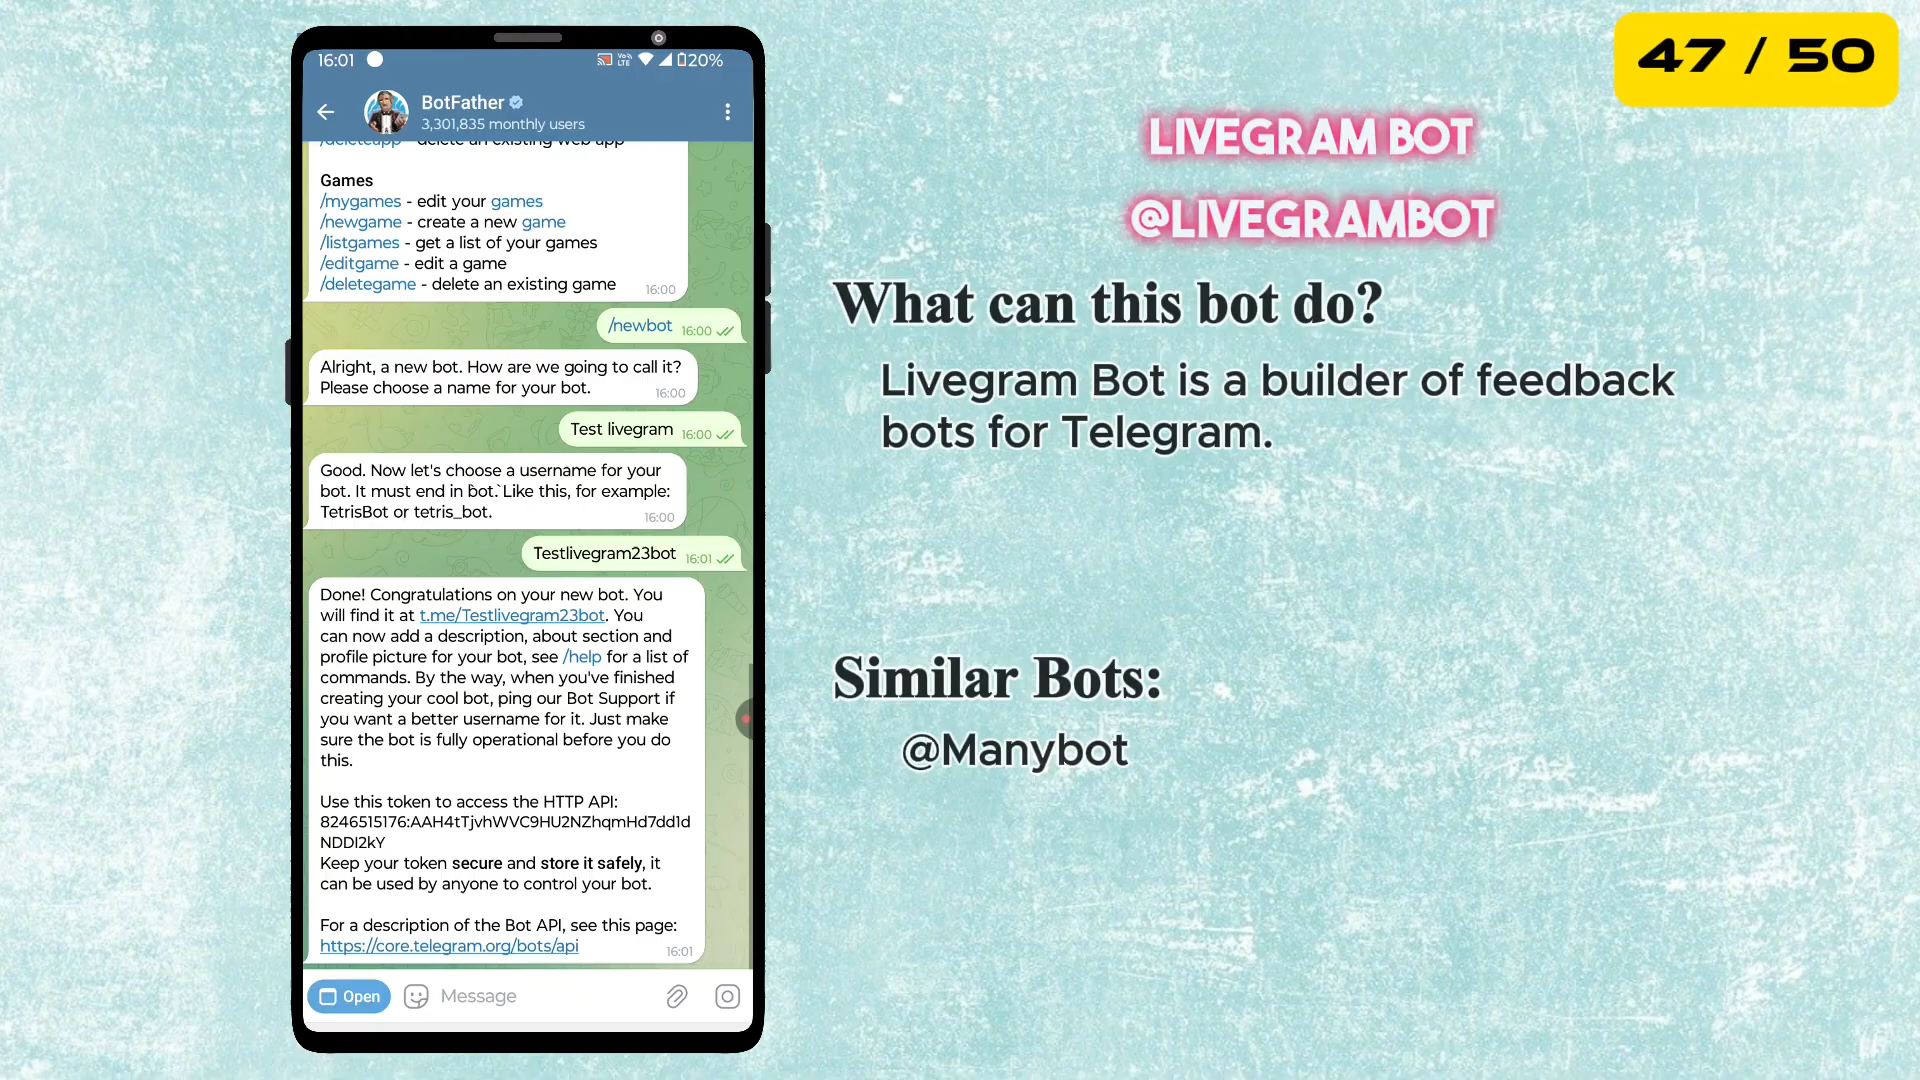 47 / 50
LIVEGRAM BOT
@LIVEGRAMBOT
What can this bot do?
Livegram Bot is a builder of feedback
bots for Telegram.
Similar Bots:
@Manybot
16:01
Vo))
LTE
20%
BotFather
3,301,835 monthly users
/deleteapp - delete an existing web app
Games
/mygames - edit your games
/newgame - create a new game
/listgames - get a list of your games
/editgame - edit a game
/deletegame - delete an existing game
16:00
/newbot 16:00
Alright, a new bot. How are we going to call it?
Please choose a name for your bot.
16:00
Test livegram 16:00
Good. Now let's choose a username for your
bot. It must end in `bot.` Like this, for example:
TetrisBot or tetris_bot.
16:00
Testlivegram23bot 16:01
Done! Congratulations on your new bot. You
will find it at t.me/Testlivegram23bot. You
can now add a description, about section and
profile picture for your bot, see /help for a list of
commands. By the way, when you've finished
creating your cool bot, ping our Bot Support if
you want a better username for it. Just make
sure the bot is fully operational before you do
this.
Use this token to access the HTTP API:
8246515176:AAH4tTjvhWVC9HU2NZhqmHd7dd1d
NDDI2kY
Keep your token secure and store it safely, it
can be used by anyone to control your bot.
For a description of the Bot API, see this page:
https://core.telegram.org/bots/api
16:01
Open
Message